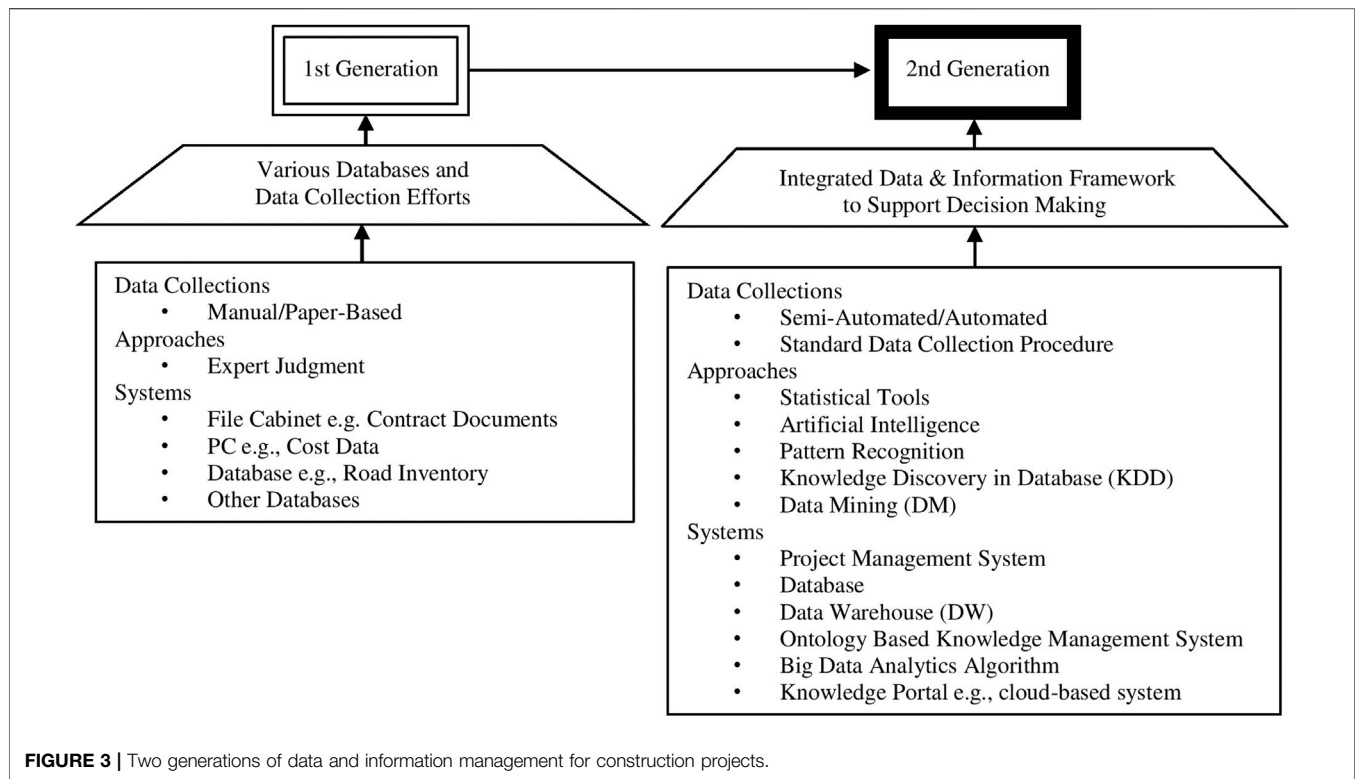 1st Generation
2nd Generation
Various Databases and
Data Collection Efforts
Integrated Data & Information Framework
to Support Decision Making
Data Collections
• Manual/Paper-Based
Approaches
• Expert Judgment
Systems
• File Cabinet e.g. Contract Documents
• PC e.g., Cost Data
• Database e.g., Road Inventory
• Other Databases
Data Collections
• Semi-Automated/Automated
• Standard Data Collection Procedure
Approaches
• Statistical Tools
• Artificial Intelligence
• Pattern Recognition
• Knowledge Discovery in Database (KDD)
• Data Mining (DM)
Systems
• Project Management System
• Database
• Data Warehouse (DW)
• Ontology Based Knowledge Management System
• Big Data Analytics Algorithm
• Knowledge Portal e.g., cloud-based system
FIGURE 3 | Two generations of data and information management for construction projects.